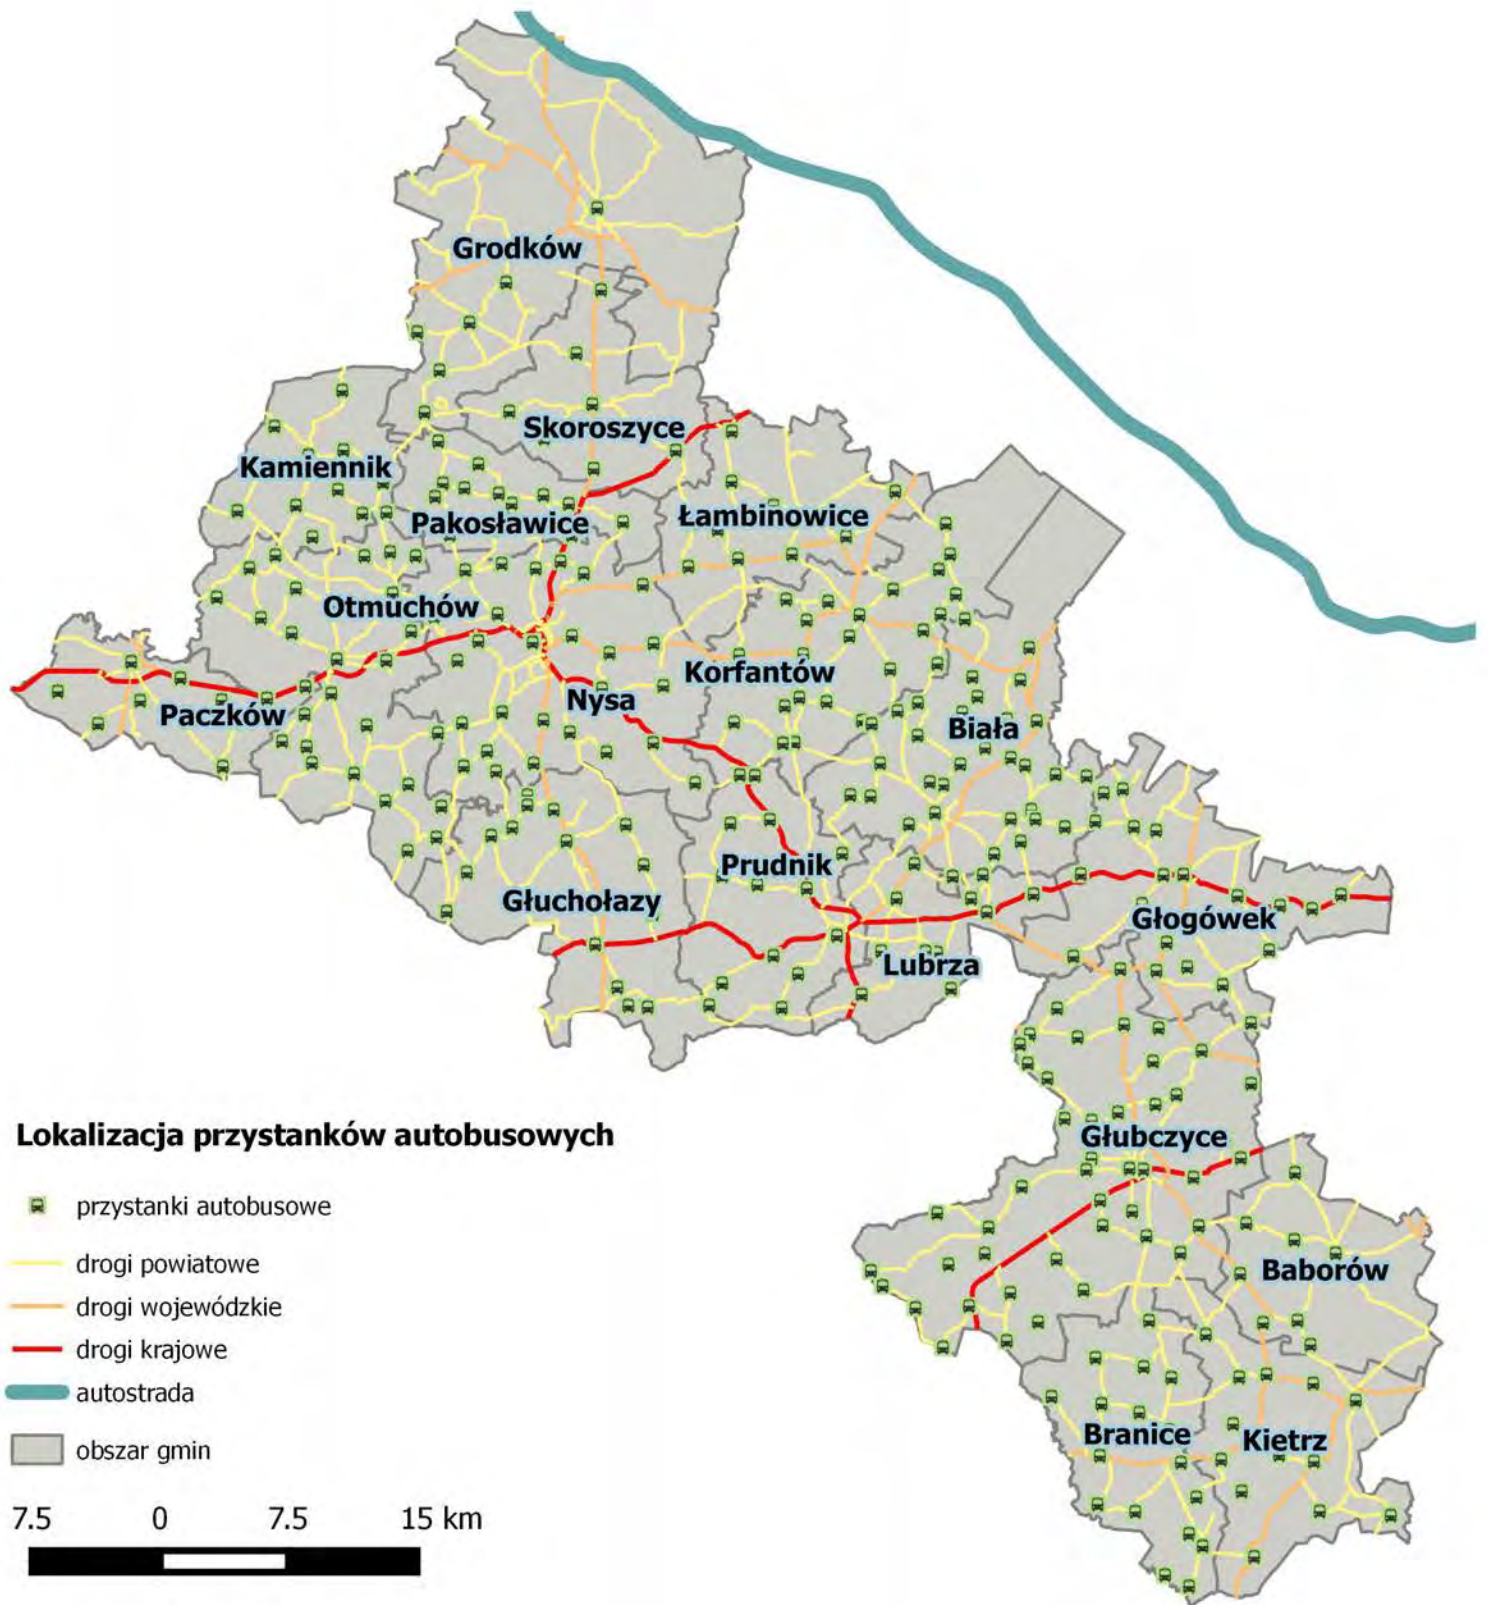 Grodków
Skoroszyce
Kamiennik
Pakosławice
Łambinowice
Otmuchów
Korfantów
Nysa
Paczków
Biała
Prudnik
Głuchołazy
Głogówek
Lubrza
Lokalizacja przystanków autobusowych
Głubczyce
przystanki autobusowe
drogi powiatowe
Baborów
drogi wojewódzkie
drogi krajowe
autostrada
Branice
Kietrz
obszar gmin
7.5 0 7.5 15 km